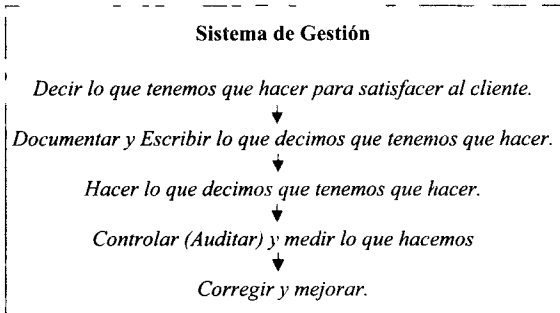 Sistema de Gestión
Decir lo que tenemos que hacer para satisfacer al cliente.
Documentar y Escribir lo que decimos que tenemos que hacer.
Hacer lo que decimos que tenemos que hacer.
Controlar (Auditar) y medir lo que hacemos
Corregir y mejorar.